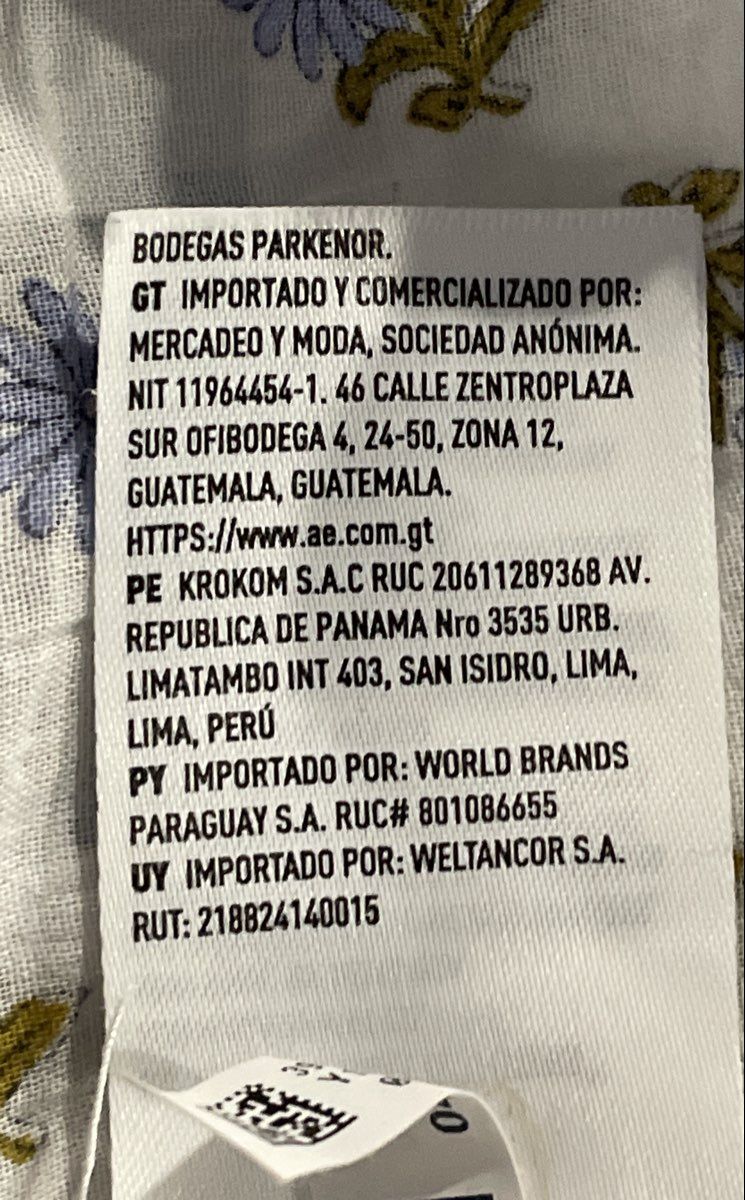 BODEGAS PARKENOR.
GT IMPORTADO Y COMERCIALIZADO POR:
MERCADEO Y MODA, SOCIEDAD ANÓNIMA.
NIT 11964454-1. 46 CALLE ZENTROPLAZA
SUR OFIBODEGA 4, 24-50, ZONA 12,
GUATEMALA, GUATEMALA.
HTTPS://www.ae.com.gt
PE KROKOM S.A.C RUC 20611289368 AV.
REPUBLICA DE PANAMA Nro 3535 URB.
LIMATAMBO INT 403, SAN ISIDRO, LIMA,
LIMA, PERÚ
PY IMPORTADO POR: WORLD BRANDS
PARAGUAY S.A. RUC# 801086655
UY IMPORTADO POR: WELTANCOR S.A.
RUT: 218824140015